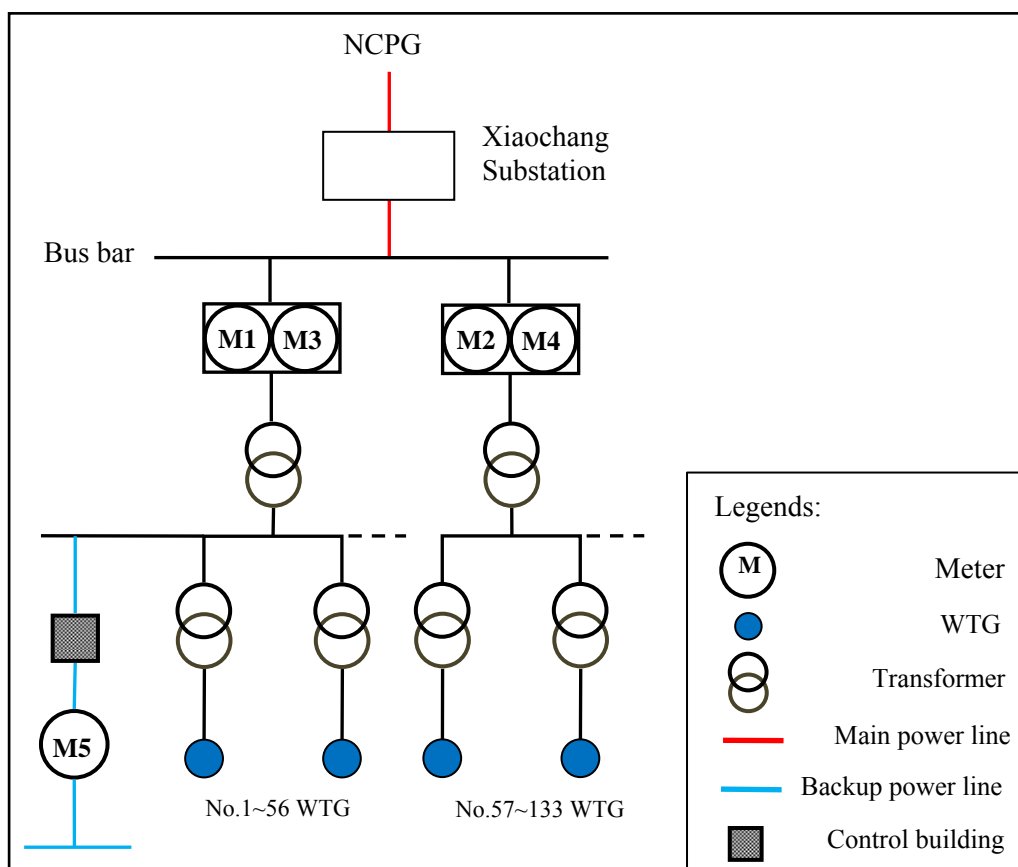 NCPG
Xiaochang
Substation
Bus bar
M1 M3 M2 M4
Legends:
M Meter
WTG
Transformer
M5
Main power line
Backup power line
No.1~56 WTG No.57~133 WTG
Control building